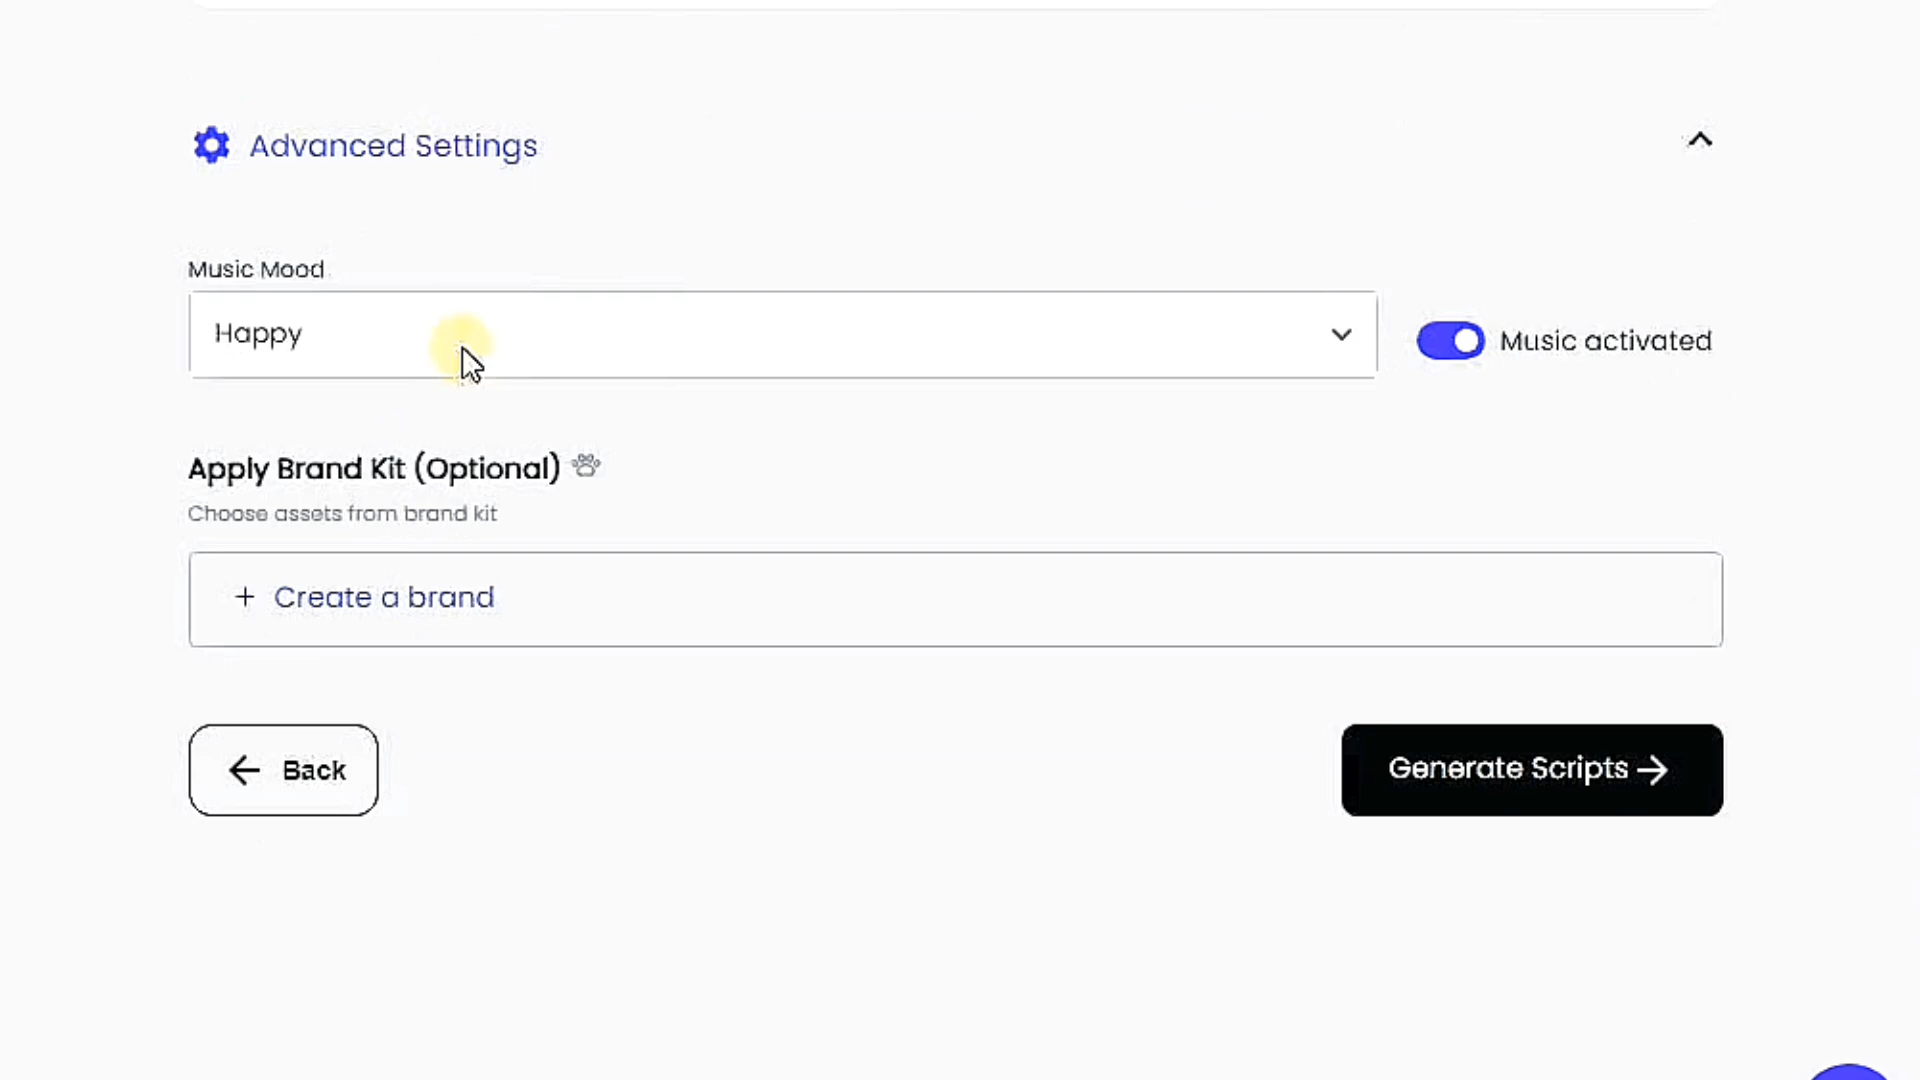 Advanced Settings
Music Mood
Happy
Music activated
Apply Brand Kit (Optional)
Choose assets from brand kit
+ Create a brand
Back
Generate Scripts